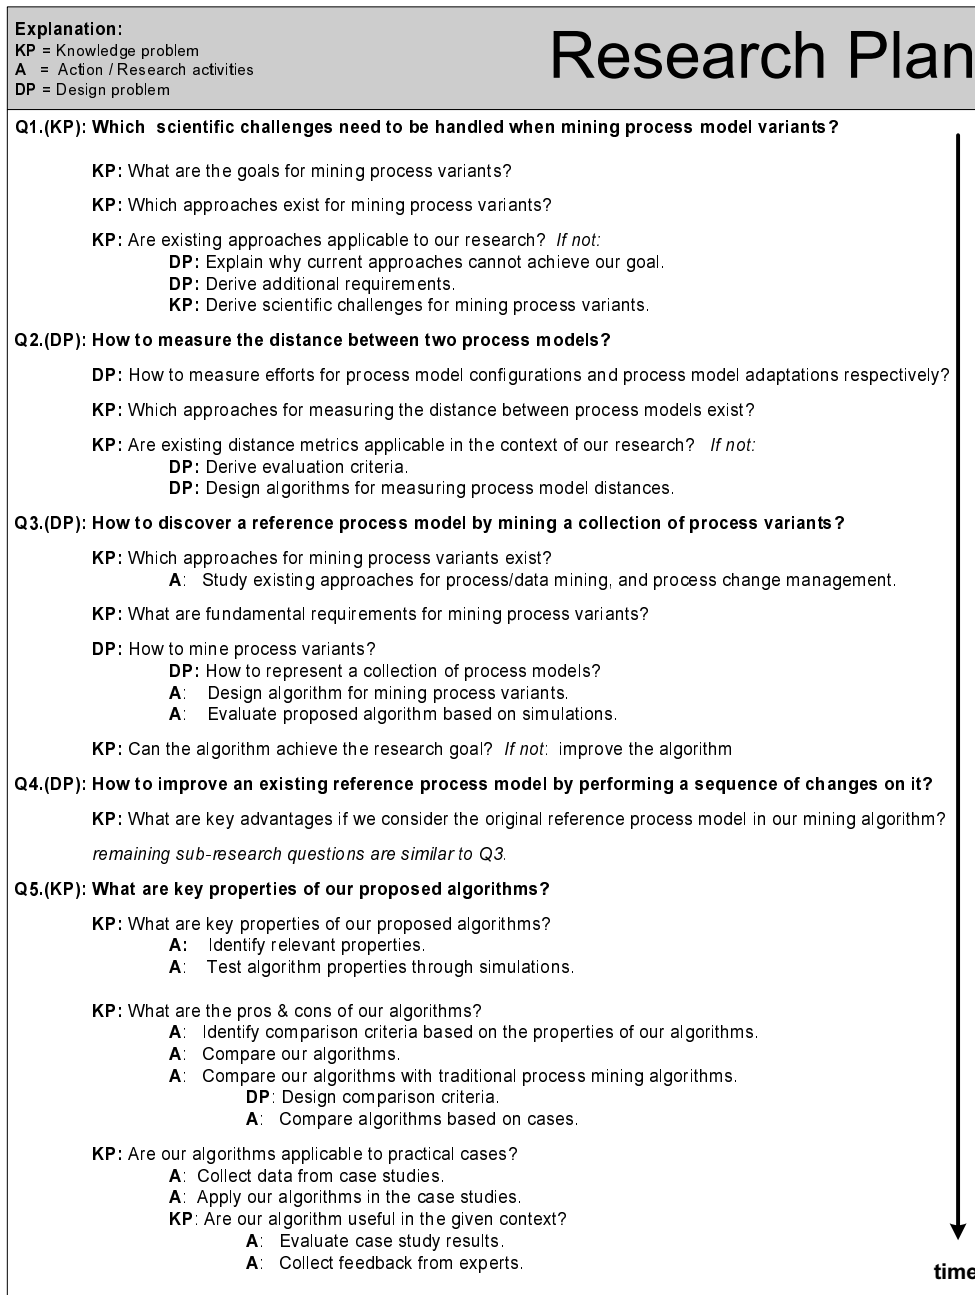 Explanation:
KP = Knowledge problem
A = Action / Research activities
DP = Design problem
Research Plan
Q1.(KP): Which scientific challenges need to be handled when mining process model variants?
KP: What are the goals for mining process variants?
KP: Which approaches exist for mining process variants?
KP: Are existing approaches applicable to our research? If not:
DP: Explain why current approaches cannot achieve our goal.
DP: Derive additional requirements.
KP: Derive scientific challenges for mining process variants.
Q2.(DP): How to measure the distance between two process models?
DP: How to measure efforts for process model configurations and process model adaptations respectively?
KP: Which approaches for measuring the distance between process models exist?
KP: Are existing distance metrics applicable in the context of our research? If not:
DP: Derive evaluation criteria.
DP: Design algorithms for measuring process model distances.
Q3.(DP): How to discover a reference process model by mining a collection of process variants?
KP: Which approaches for mining process variants exist?
A: Study existing approaches for process/data mining, and process change management.
KP: What are fundamental requirements for mining process variants?
DP: How to mine process variants?
DP: How to represent a collection of process models?
A: Design algorithm for mining process variants.
A: Evaluate proposed algorithm based on simulations.
KP: Can the algorithm achieve the research goal? If not: improve the algorithm
Q4.(DP): How to improve an existing reference process model by performing a sequence of changes on it?
KP: What are key advantages if we consider the original reference process model in our mining algorithm?
remaining sub-research questions are similar to Q3.
Q5.(KP): What are key properties of our proposed algorithms?
KP: What are key properties of our proposed algorithms?
A: Identify relevant properties.
A: Test algorithm properties through simulations.
KP: What are the pros & cons of our algorithms?
A: Identify comparison criteria based on the properties of our algorithms.
A: Compare our algorithms.
A: Compare our algorithms with traditional process mining algorithms.
DP: Design comparison criteria.
A: Compare algorithms based on cases.
KP: Are our algorithms applicable to practical cases?
A: Collect data from case studies.
A: Apply our algorithms in the case studies.
KP: Are our algorithm useful in the given context?
A: Evaluate case study results.
A: Collect feedback from experts.
time